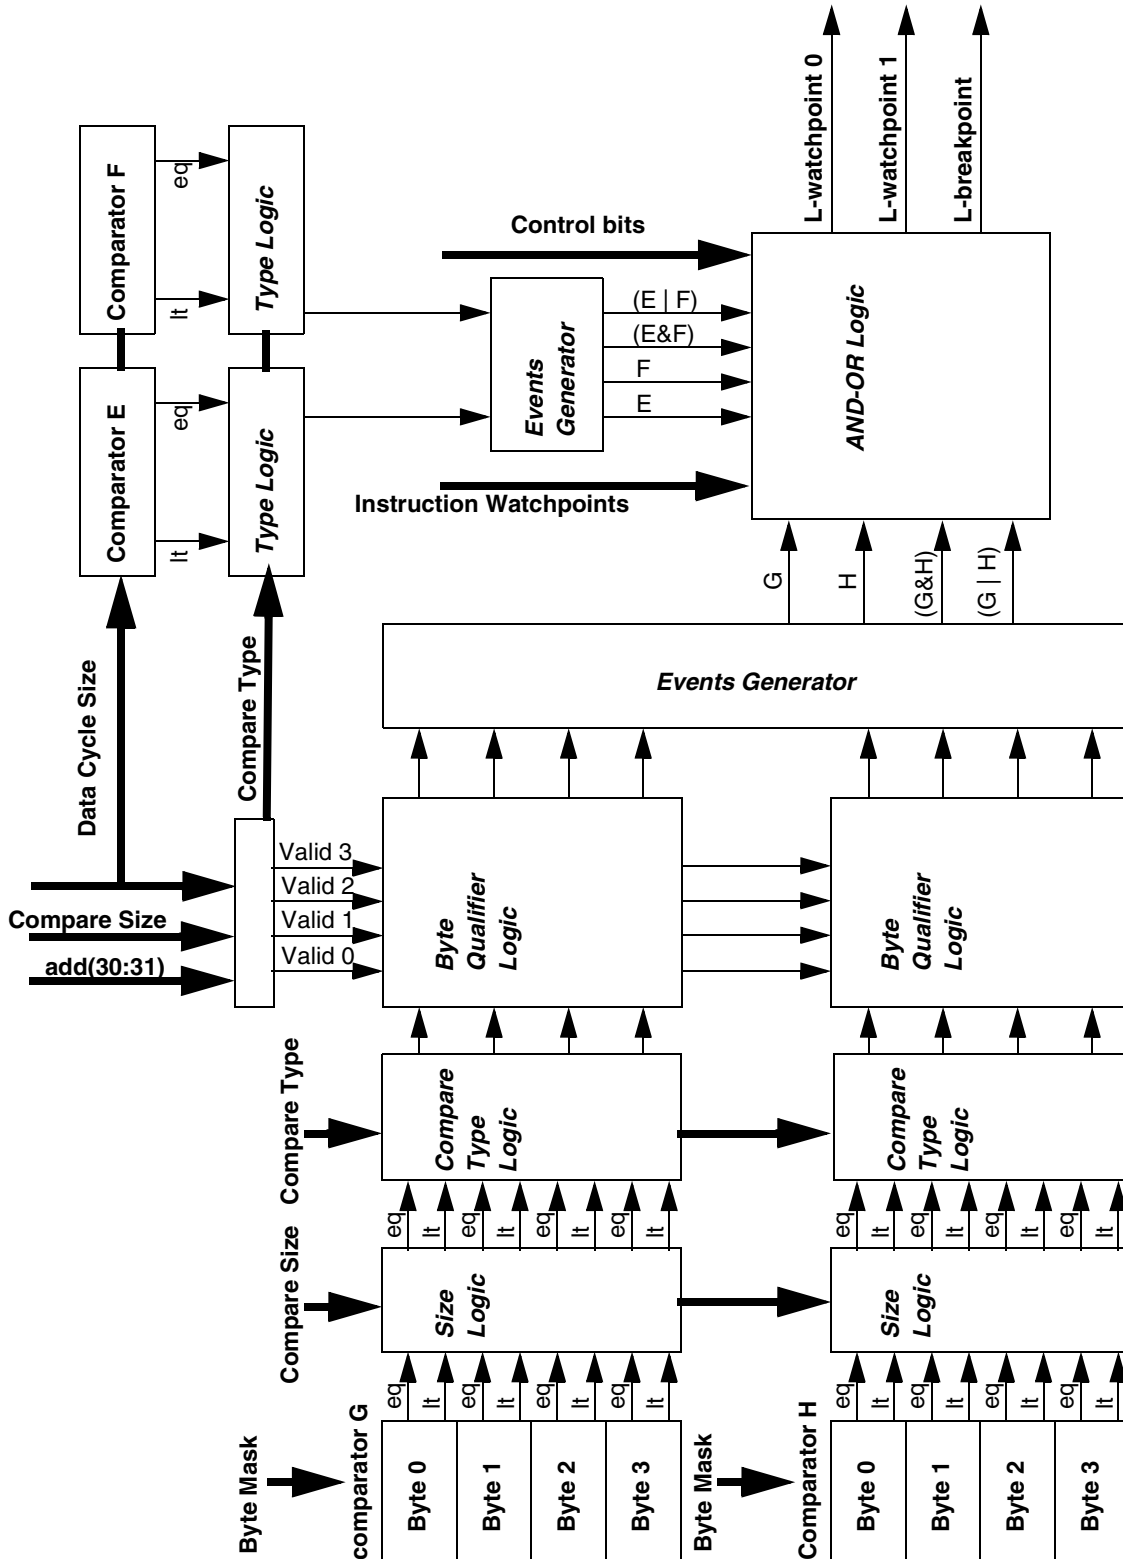 L-watchpoint 0
L-watchpoint 1
L-breakpoint
Comparator F
eq
lt
Type Logic
Control bits
(E | F)
(E&F)
F
E
Events
Generator
AND-OR Logic
Comparator E
eq
lt
Type Logic
Instruction Watchpoints
G
H
(G&H)
(G | H)
Data Cycle Size
Compare Type
Events Generator
Valid 3
Valid 2
Valid 1
Valid 0
Compare Size
add(30:31)
Byte
Qualifier
Logic
Byte
Qualifier
Logic
Compare Type
Compare
Type
Logic
Compare
Type
Logic
eq
lt
eq
lt
eq
lt
eq
lt
eq
lt
eq
lt
eq
lt
eq
lt
Compare Size
Size
Logic
Size
Logic
eq
lt
eq
lt
eq
lt
eq
lt
eq
lt
eq
lt
eq
lt
eq
lt
Byte Mask
comparator G
Byte 0
Byte 1
Byte 2
Byte 3
Byte Mask
Comparator H
Byte 0
Byte 1
Byte 2
Byte 3